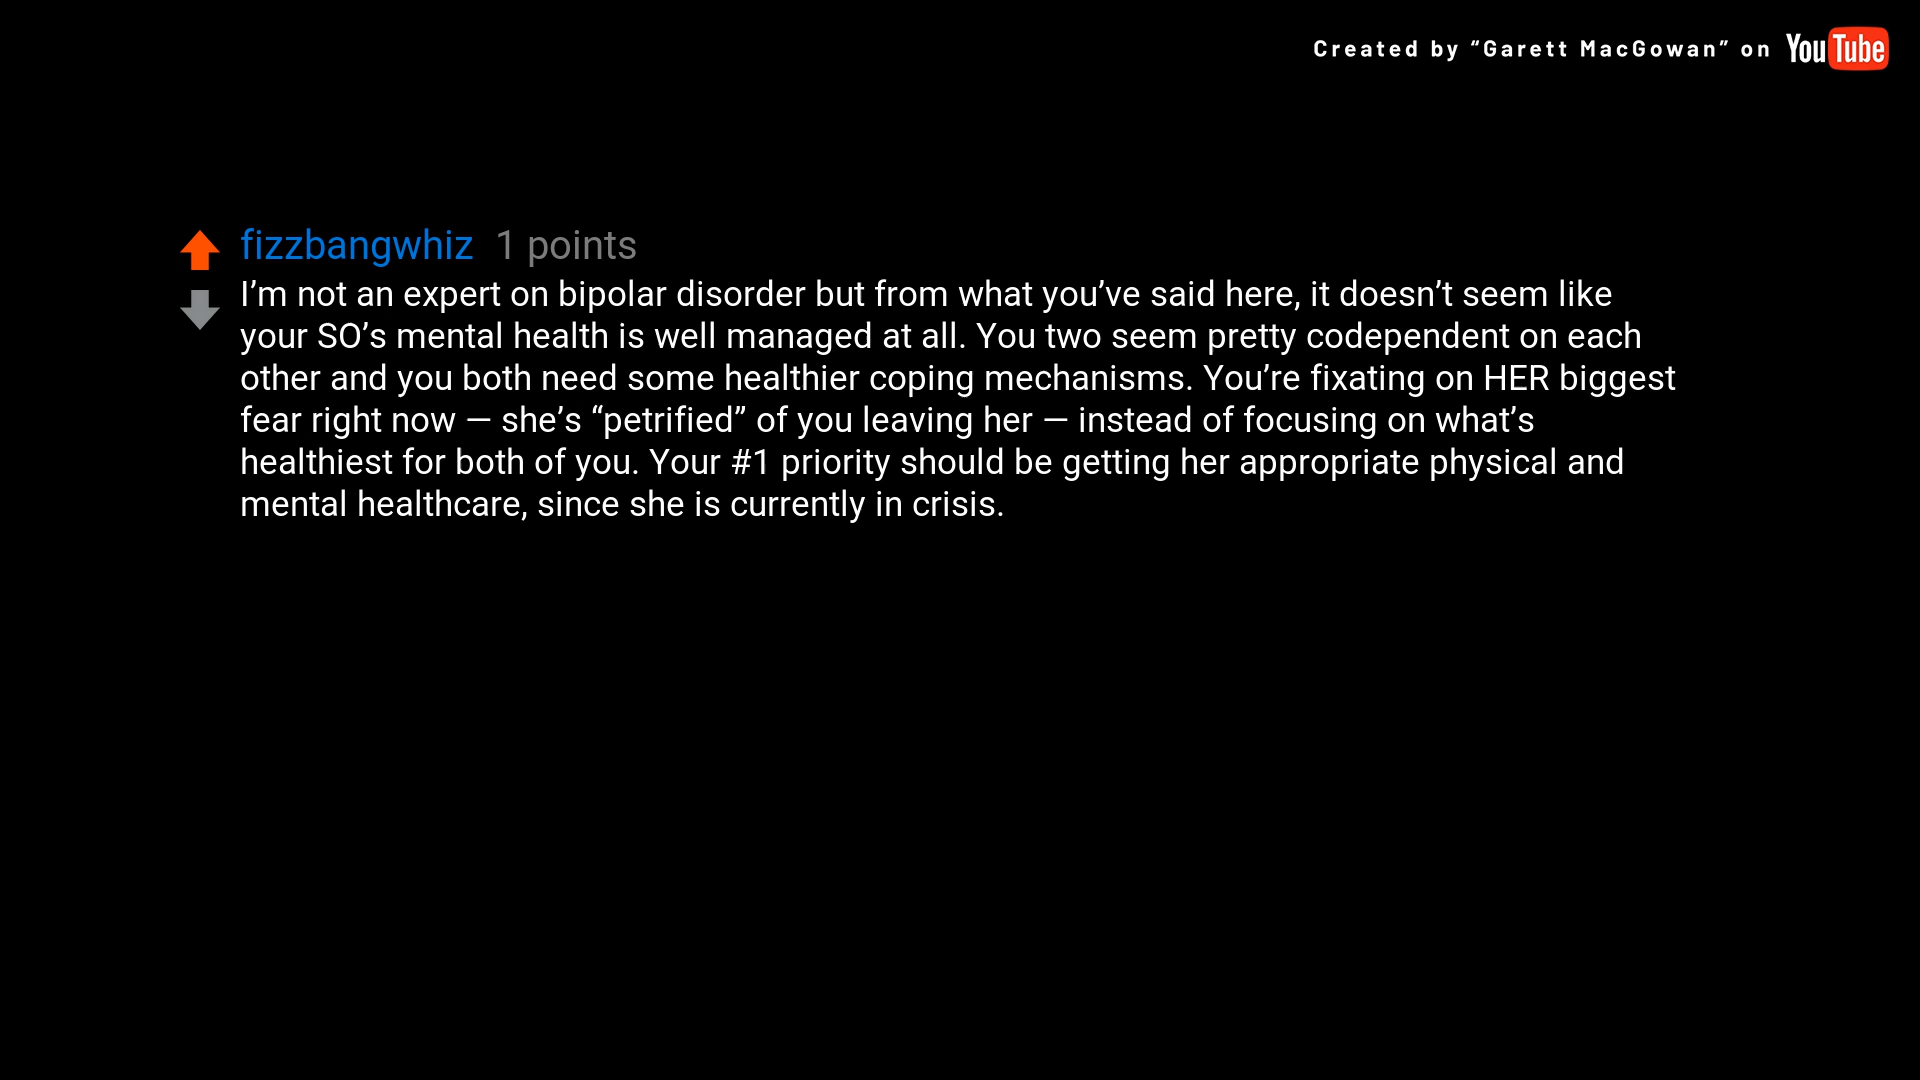 Created by “Garett MacGowan” on YouTube
fizzbangwhiz 1 points
I’m not an expert on bipolar disorder but from what you’ve said here, it doesn’t seem like
your SO’s mental health is well managed at all. You two seem pretty codependent on each
other and you both need some healthier coping mechanisms. You’re fixating on HER biggest
fear right now — she’s “petrified” of you leaving her — instead of focusing on what’s
healthiest for both of you. Your #1 priority should be getting her appropriate physical and
mental healthcare, since she is currently in crisis.